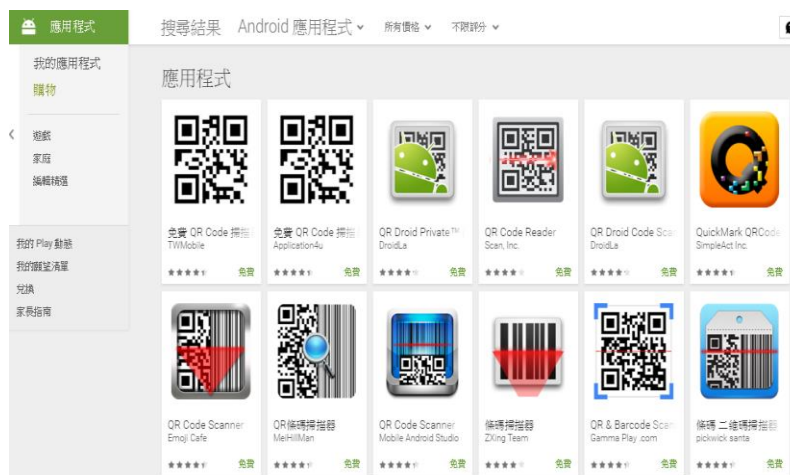 應用程式
搜尋結果 Android 應用程式 所有價格 不限評分
我的應用程式
購物
遊戲
家庭
編輯精選
我的 Play 動態
我的願望清單
兌換
家長指南
應用程式
免費 QR Code 掃描
TWMobile
免費
免費 QR Code 掃描
Application4u
免費
QR Droid Private™
DroidLa
免費
QR Code Reader
Scan, Inc.
免費
QR Droid Code Scan
DroidLa
免費
QuickMark QRCode
SimpleAct Inc.
免費
QR Code Scanner
Emoji Cafe
免費
QR條碼掃描器
MeiHillMan
免費
QR Code Scanner
Mobile Android Studio
免費
條碼掃描器
ZXing Team
免費
QR & Barcode Scan
Gamma Play .com
免費
條碼 二維碼掃描器
pickwick santa
免費